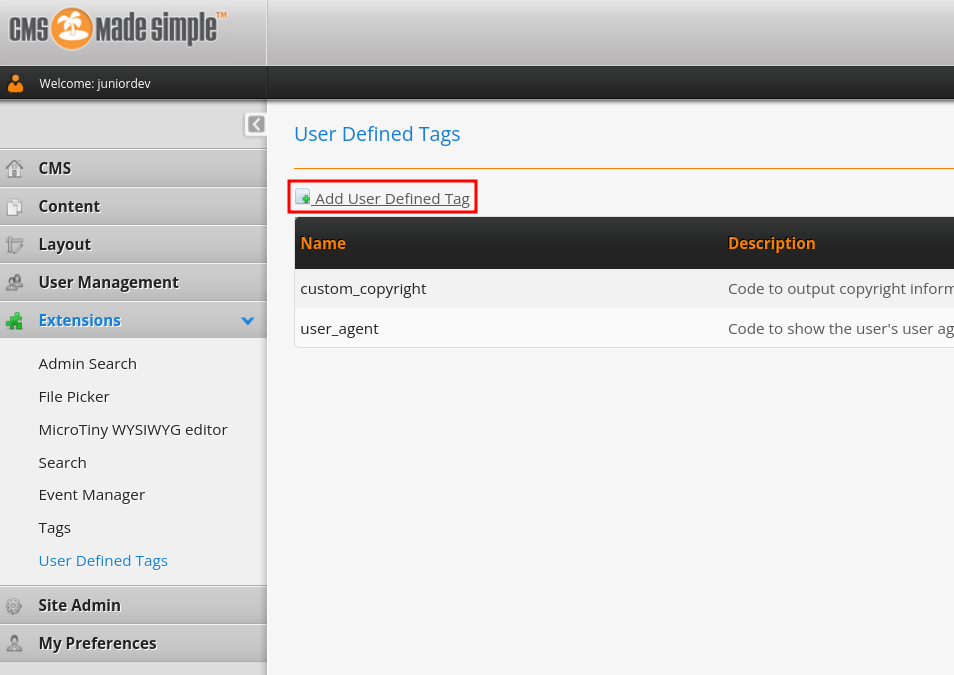 CMS Made Simple™
Welcome: juniordev
CMS
Content
Layout
User Management
Extensions
Admin Search
File Picker
MicroTiny WYSIWYG editor
Search
Event Manager
Tags
User Defined Tags
Site Admin
My Preferences
User Defined Tags
Add User Defined Tag
Name Description
custom_copyright Code to output copyright inform
user_agent Code to show the user's user ag